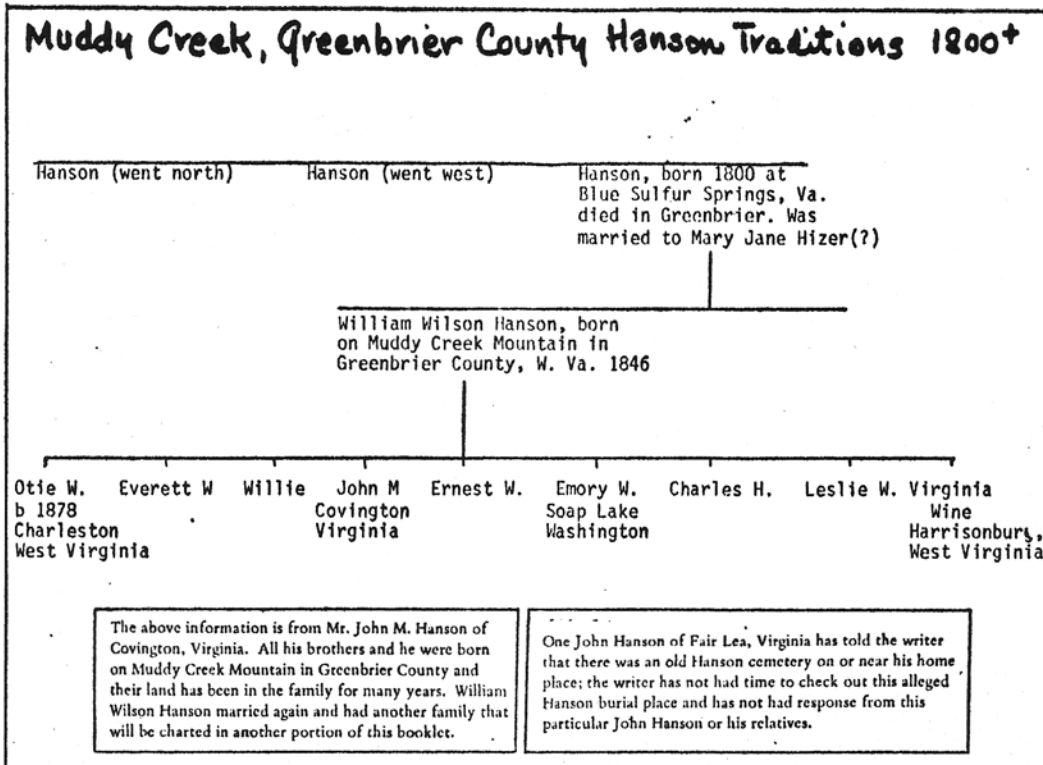 Muddy Creek, Greenbrier County Hanson Traditions 1800+
Hanson (went north)
Hanson (went west)
Hanson, born 1800 at
Blue Sulfur Springs, Va.
died in Greenbrier. Was
married to Mary Jane Hizer(?)
William Wilson Hanson, born
on Muddy Creek Mountain in
Greenbrier County, W. Va. 1846
Otie W.
b 1878
Charleston
West Virginia
Everett W
Willie
John M
Covington
Virginia
Ernest W.
Emory W.
Soap Lake
Washington
Charles H.
Leslie W.
Virginia
Wine
Harrisonburg,
West Virginia
The above information is from Mr. John M. Hanson of
Covington, Virginia. All his brothers and he were born
on Muddy Creek Mountain in Greenbrier County and
their land has been in the family for many years. William
Wilson Hanson married again and had another family that
will be charted in another portion of this booklet.
One John Hanson of Fair Lea, Virginia has told the writer
that there was an old Hanson cemetery on or near his home
place; the writer has not had time to check out this alleged
Hanson burial place and has not had response from this
particular John Hanson or his relatives.